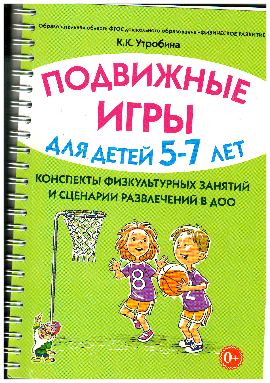 Образовательная область ФГОС дошкольного образования «ФИЗИЧЕСКОЕ РАЗВИТИЕ»
К.К. Утробина
ПОДВИЖНЫЕ
ИГРЫ
ДЛЯ ДЕТЕЙ 5-7 ЛЕТ
КОНСПЕКТЫ ФИЗКУЛЬТУРНЫХ ЗАНЯТИЙ
И СЦЕНАРИИ РАЗВЛЕЧЕНИЙ В ДОО
8
0+